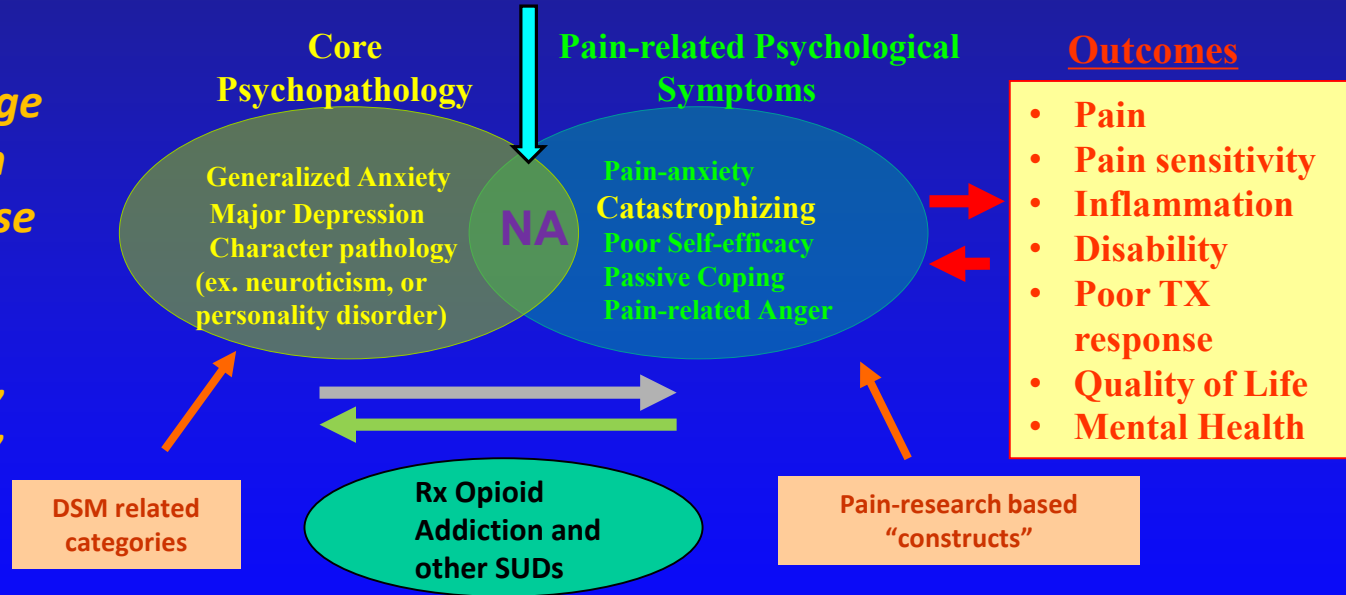 Core
Psychopathology
Pain-related Psychological
Symptoms
Outcomes
Generalized Anxiety
Major Depression
Character pathology
(ex. neuroticism, or
personality disorder)
NA
Pain-anxiety
Catastrophizing
Poor Self-efficacy
Passive Coping
Pain-related Anger
• Pain
• Pain sensitivity
• Inflammation
• Disability
• Poor TX
response
• Quality of Life
• Mental Health
DSM related
categories
Rx Opioid
Addiction and
other SUDs
Pain-research based
“constructs”